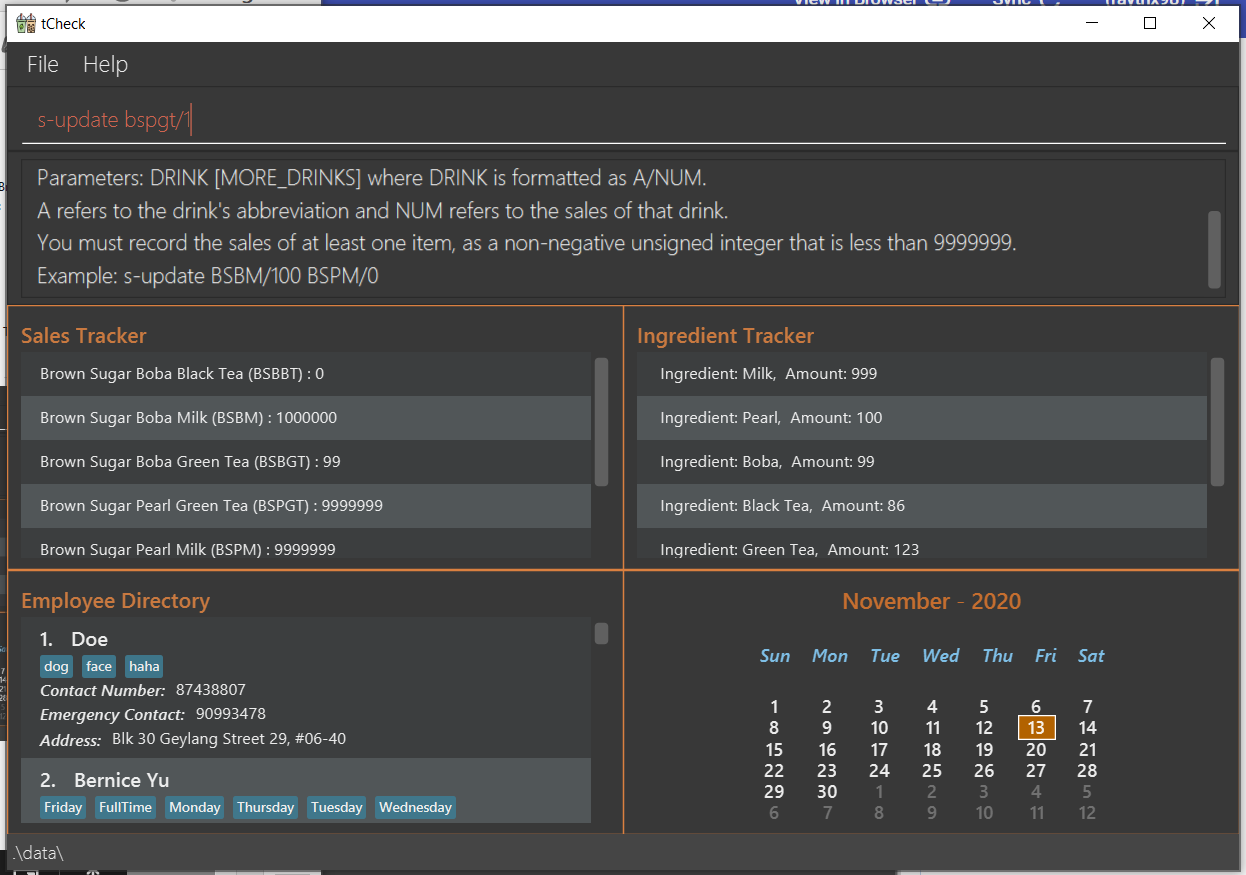 View in Browser Sync (raythx98)
tCheck
File Help
s-update bspgt/1
Parameters: DRINK [MORE_DRINKS] where DRINK is formatted as A/NUM.
A refers to the drink's abbreviation and NUM refers to the sales of that drink.
You must record the sales of at least one item, as a non-negative unsigned integer that is less than 9999999.
Example: s-update BSBM/100 BSPM/0
Sales Tracker
Brown Sugar Boba Black Tea (BSBBT) : 0
Brown Sugar Boba Milk (BSBM) : 1000000
Brown Sugar Boba Green Tea (BSBGT) : 99
Brown Sugar Pearl Green Tea (BSPGT) : 9999999
Brown Sugar Pearl Milk (BSPM) : 9999999
Ingredient Tracker
Ingredient: Milk,  Amount: 999
Ingredient: Pearl,  Amount: 100
Ingredient: Boba,  Amount: 99
Ingredient: Black Tea,  Amount: 86
Ingredient: Green Tea,  Amount: 123
Employee Directory
1. Doe
dog face haha
Contact Number: 87438807
Emergency Contact: 90993478
Address: Blk 30 Geylang Street 29, #06-40
2. Bernice Yu
Friday FullTime Monday Thursday Tuesday Wednesday
November - 2020
Sun Mon Tue Wed Thu Fri Sat
1 2 3 4 5 6 7
8 9 10 11 12 13 14
15 16 17 18 19 20 21
22 23 24 25 26 27 28
29 30 1 2 3 4 5
6 7 8 9 10 11 12
.\data\